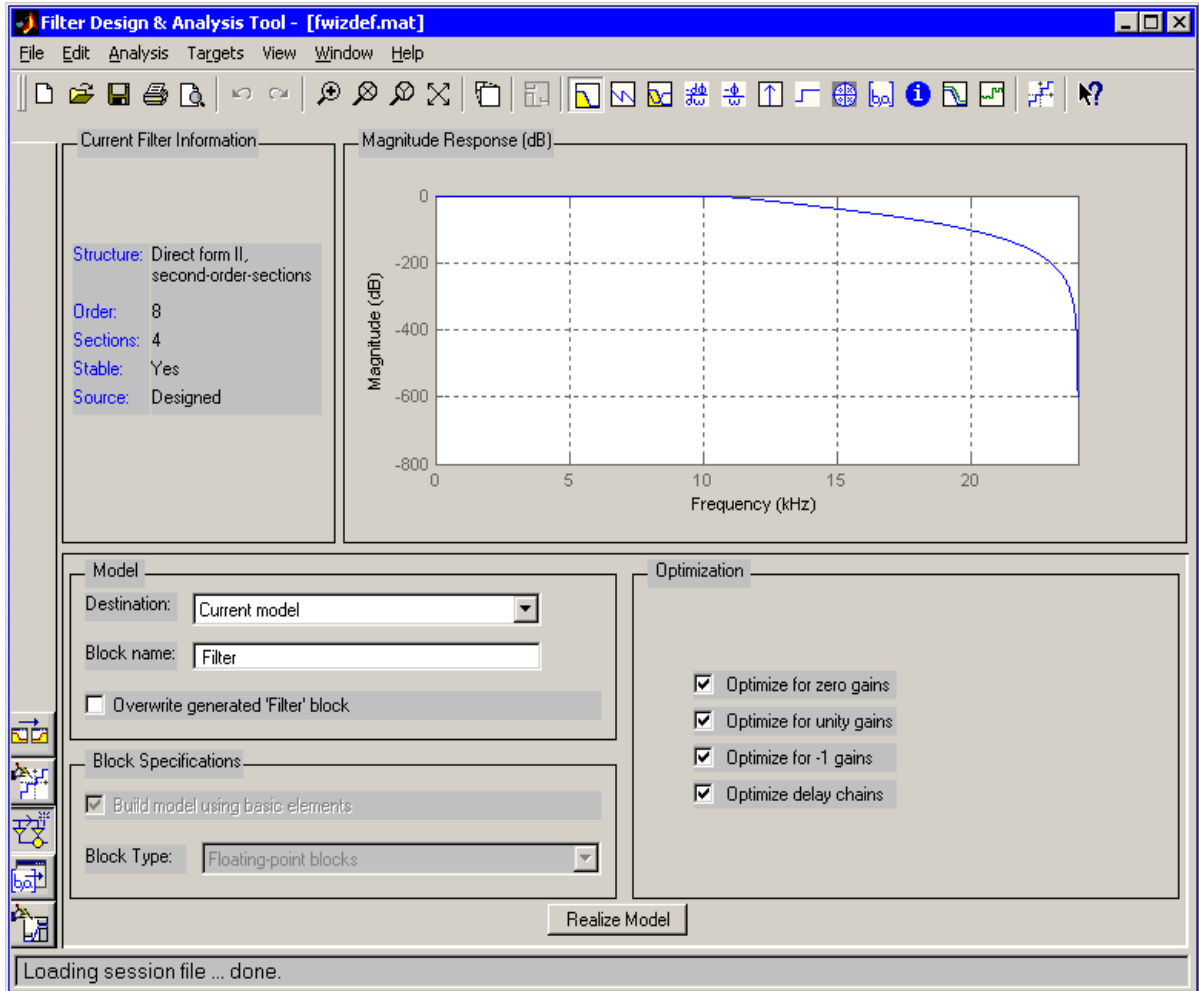 Filter Design & Analysis Tool - [fwizdef.mat]
File Edit Analysis Targets View Window Help
Current Filter Information
Structure: Direct form II,
second-order-sections
Order: 8
Sections: 4
Stable: Yes
Source: Designed
Magnitude Response (dB)
0
-200
-400
-600
-800
Magnitude (dB)
0 5 10 15 20
Frequency (kHz)
Model
Destination: Current model
Block name: Filter
Overwrite generated 'Filter' block
Block Specifications
Build model using basic elements
Block Type: Floating-point blocks
Optimization
Optimize for zero gains
Optimize for unity gains
Optimize for -1 gains
Optimize delay chains
Realize Model
Loading session file ... done.